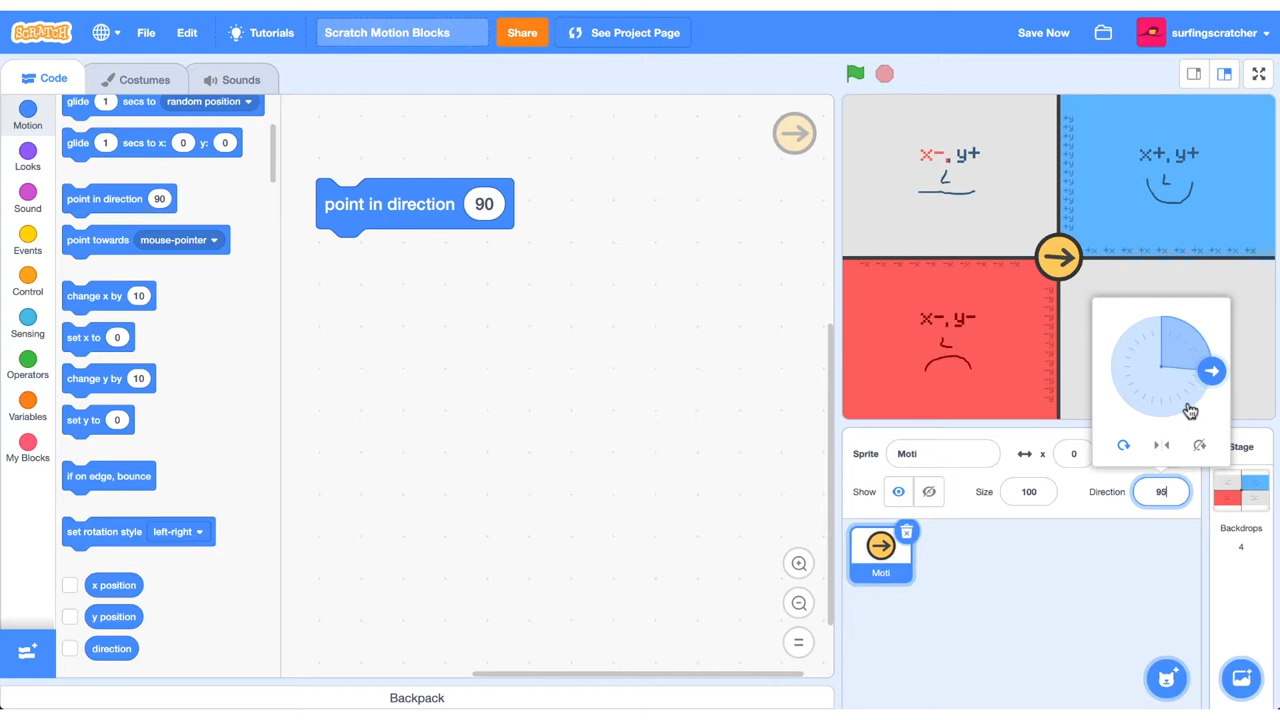 SCRATCH File Edit Tutorials Scratch Motion Blocks Share See Project Page Save Now surfingscratcher
Code Costumes Sounds
Motion
Looks
Sound
Events
Control
Sensing
Operators
Variables
My Blocks
glide 1 secs to random position
glide 1 secs to x: 0 y: 0
point in direction 90
point towards mouse-pointer
change x by 10
set x to 0
change y by 10
set y to 0
if on edge, bounce
set rotation style left-right
x position
y position
direction
point in direction 90
Backpack
x-, y+
x+, y+
+y
+y
+y
+y
+y
+y
+y
+y
+y
+y
+y
+x +x +x +x +x +x +x +x +x
-x -x -x -x -x -x -x -x -x
x-, y-
-y
-y
-y
-y
-y
-y
-y
-y
-y
-y
Sprite Moti x 0
Show Size 100 Direction 95
Moti
Stage
Backdrops
4